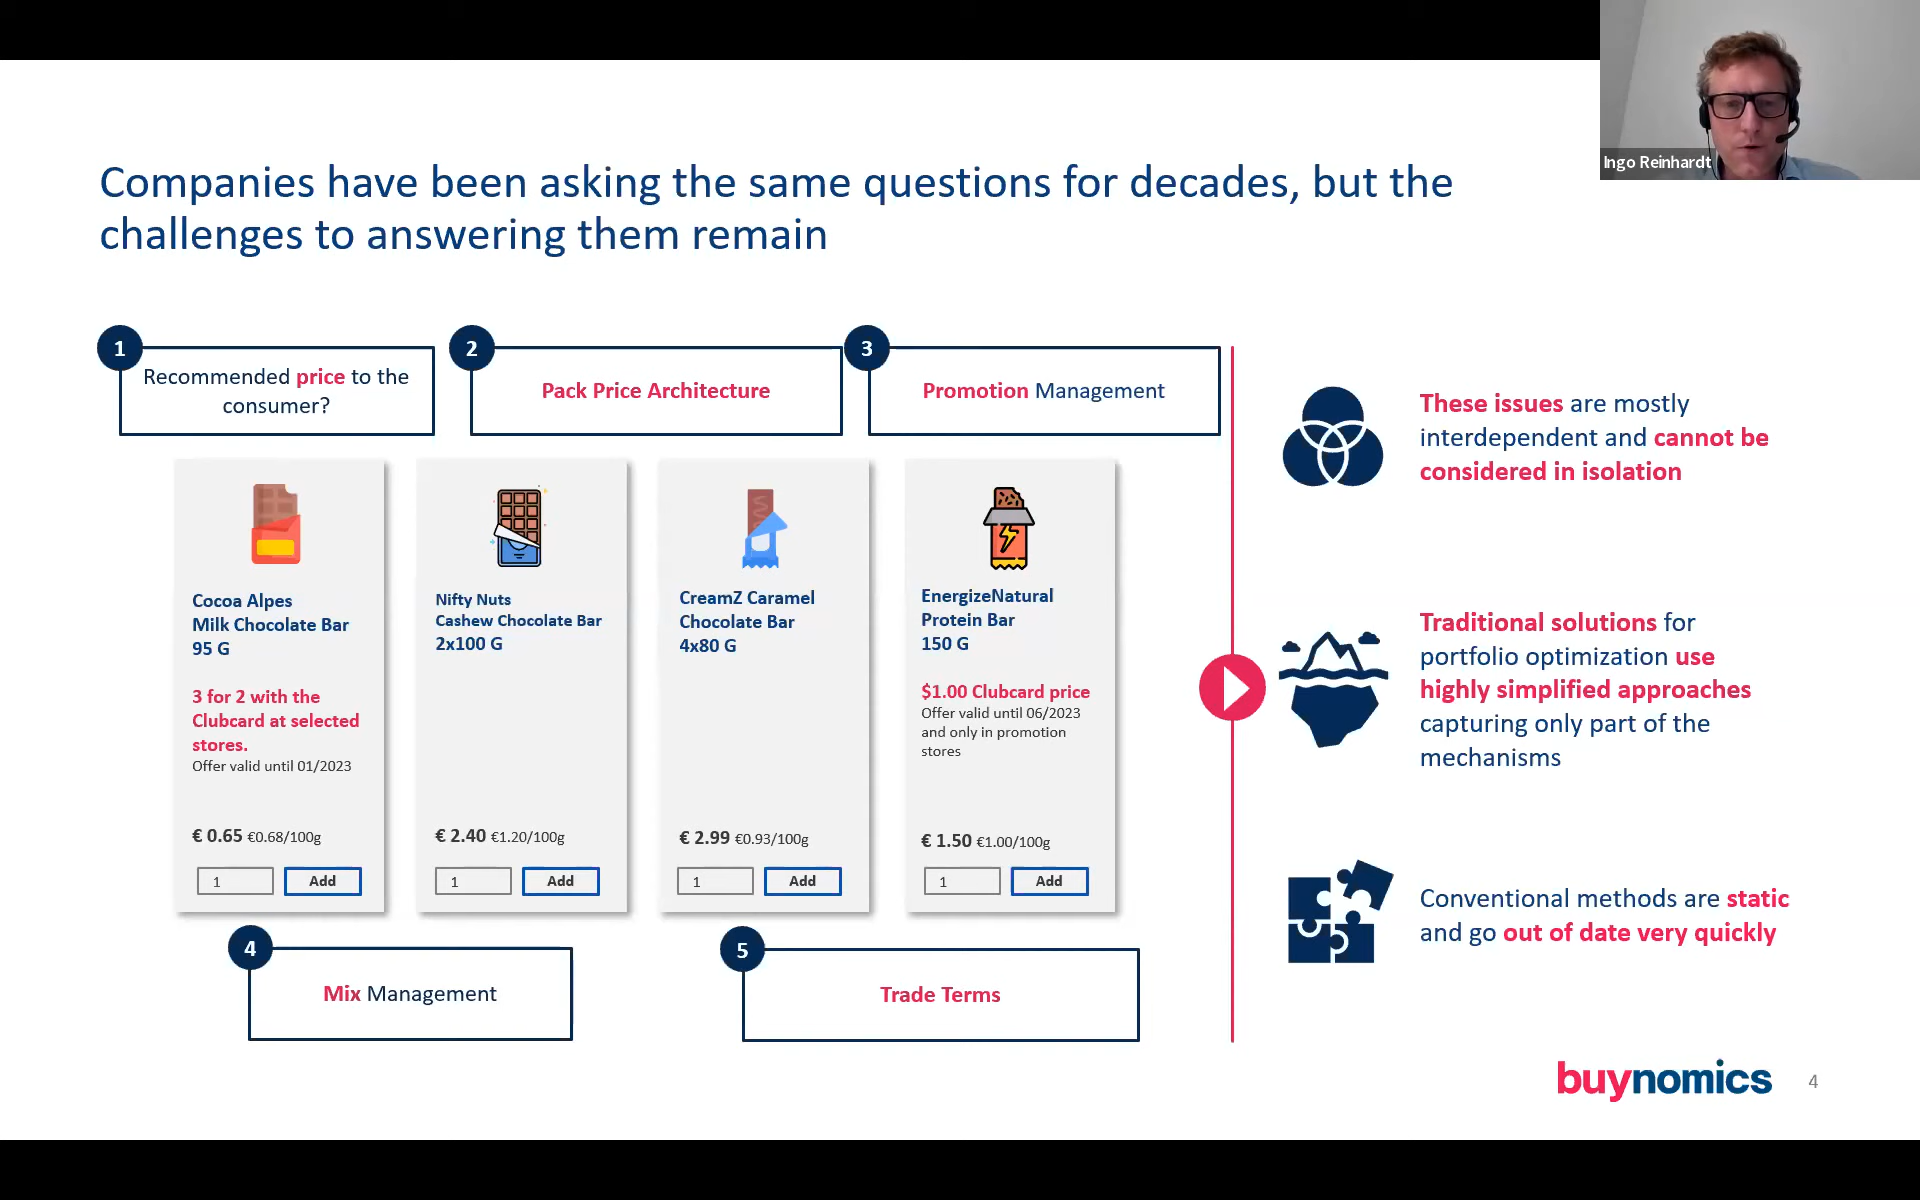 Ingo Reinhardt
Companies have been asking the same questions for decades, but the
challenges to answering them remain
1
Recommended price to the
consumer?
2
Pack Price Architecture
3
Promotion Management
Cocoa Alpes
Milk Chocolate Bar
95 G
3 for 2 with the
Clubcard at selected
stores.
Offer valid until 01/2023
€ 0.65 €0.68/100g
1
Add
Nifty Nuts
Cashew Chocolate Bar
2x100 G
€ 2.40 €1.20/100g
1
Add
CreamZ Caramel
Chocolate Bar
4x80 G
€ 2.99 €0.93/100g
1
Add
EnergizeNatural
Protein Bar
150 G
$1.00 Clubcard price
Offer valid until 06/2023
and only in promotion
stores
€ 1.50 €1.00/100g
1
Add
4
Mix Management
5
Trade Terms
These issues are mostly
interdependent and cannot be
considered in isolation
Traditional solutions for
portfolio optimization use
highly simplified approaches
capturing only part of the
mechanisms
Conventional methods are static
and go out of date very quickly
buynomics
4